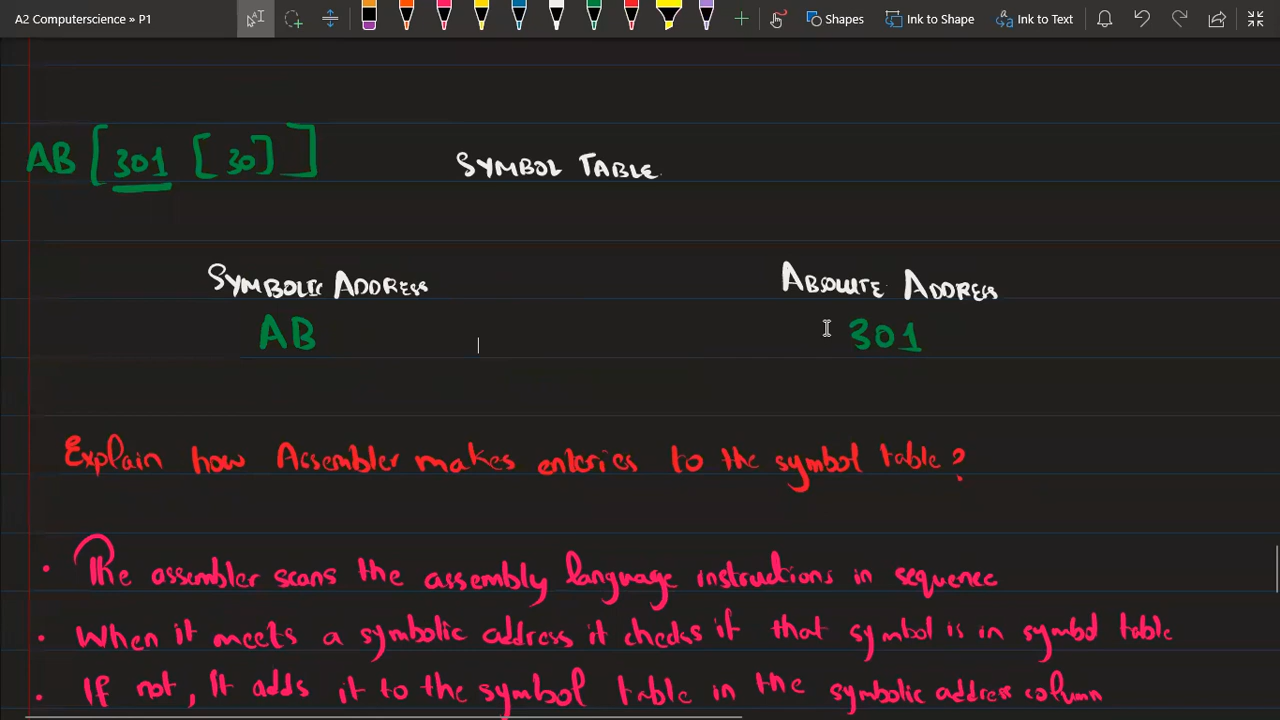 A2 Computerscience » P1
Shapes Ink to Shape Ink to Text
AB [301 [30]]
SYMBOL TABLE
SYMBOLIC ADDRESS ABSOLUTE ADDRESS
AB 301
Explain how Assembler makes enteries to the symbol table?
· The assembler scans the assembly language instructions in sequence
· When it meets a symbolic address it checks if that symbol is in symbol table
· If not, It adds it to the symbol table in the symbolic address column